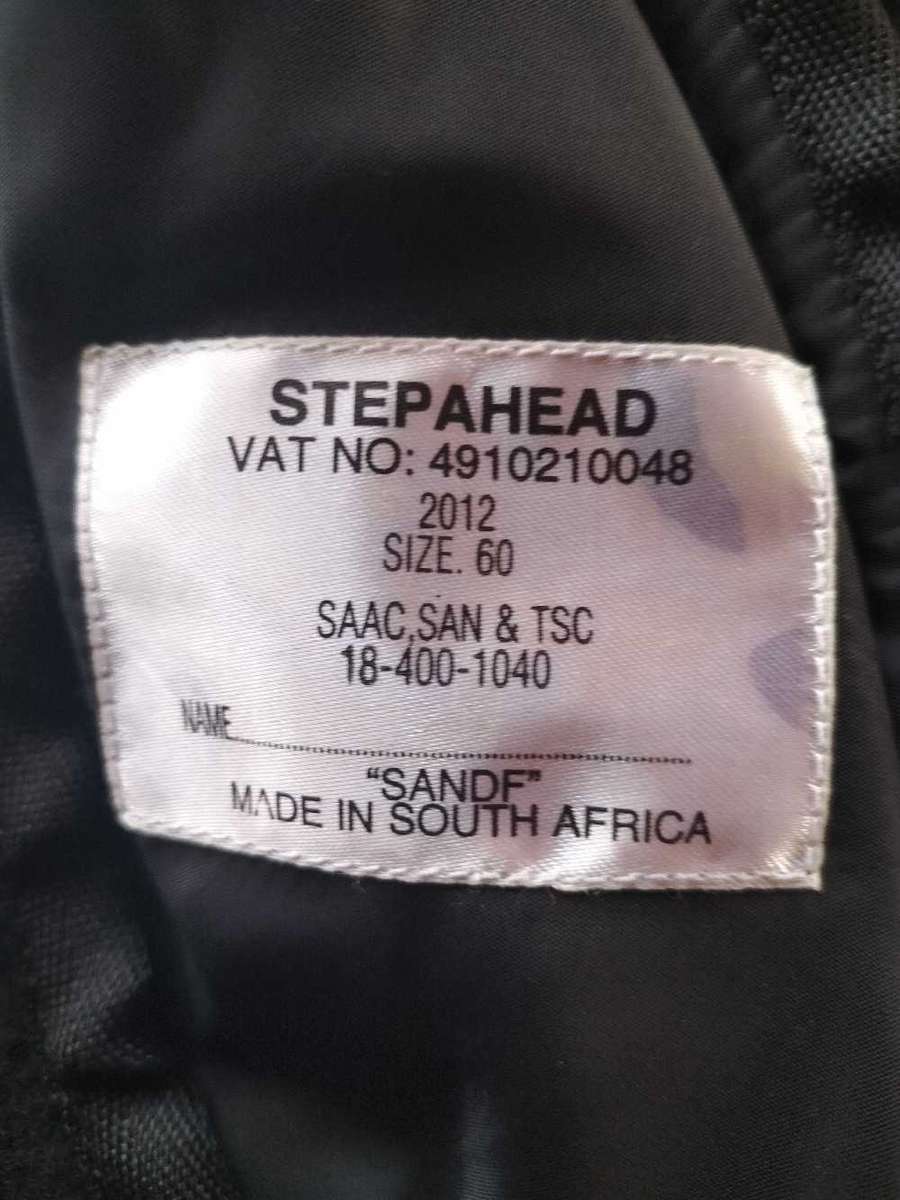 STEPAHEAD
VAT NO: 4910210048
2012
SIZE. 60
SAAC,SAN & TSC
18-400-1040
NAME........................................................
"SANDF"
MADE IN SOUTH AFRICA